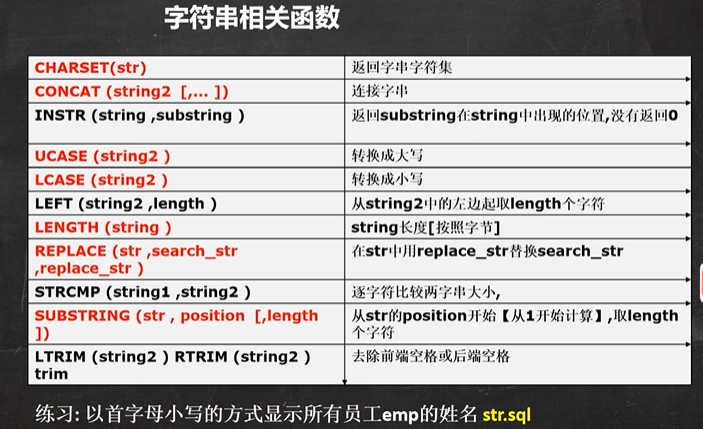 字符串相关函数
CHARSET(str) 返回字串字符集
CONCAT (string2 [,... ]) 连接字串
INSTR (string ,substring ) 返回substring在string中出现的位置,没有返回0
UCASE (string2 ) 转换成大写
LCASE (string2 ) 转换成小写
LEFT (string2 ,length ) 从string2中的左边起取length个字符
LENGTH (string ) string长度[按照字节]
REPLACE (str ,search_str 在str中用replace_str替换search_str
,replace_str )
STRCMP (string1 ,string2 ) 逐字符比较两字串大小,
SUBSTRING (str , position [,length 从str的position开始【从1开始计算】,取length
]) 个字符
LTRIM (string2 ) RTRIM (string2 ) 去除前端空格或后端空格
trim
练习: 以首字母小写的方式显示所有员工emp的姓名 str.sql